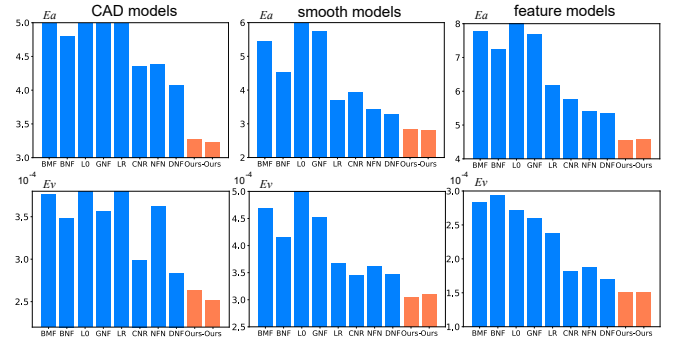 CAD models
smooth models
feature models
Ea
Ea
Ea
5.0
4.5
4.0
3.5
3.0
6
5
4
3
2
8
7
6
5
4
BMF BNF L0 GNF LR CNR NFN DNF Ours-Ours
BMF BNF L0 GNF LR CNR NFN DNF Ours-Ours
BMF BNF L0 GNF LR CNR NFN DNF Ours-Ours
10⁻⁴
10⁻⁴
10⁻⁴
Ev
Ev
Ev
3,5
2,5
5,0
4.5
4,0
3.5
3,0
2,5
3,0
2,5
2,0
1,5
1,0
BMF BNF L0 GNF LR CNR NFN DNF Ours-Ours
BMF BNF L0 GNF LR CNR NFN DNF Ours-Ours
BMF BNF L0 GNF LR CNR NFN DNF Ours-Ours